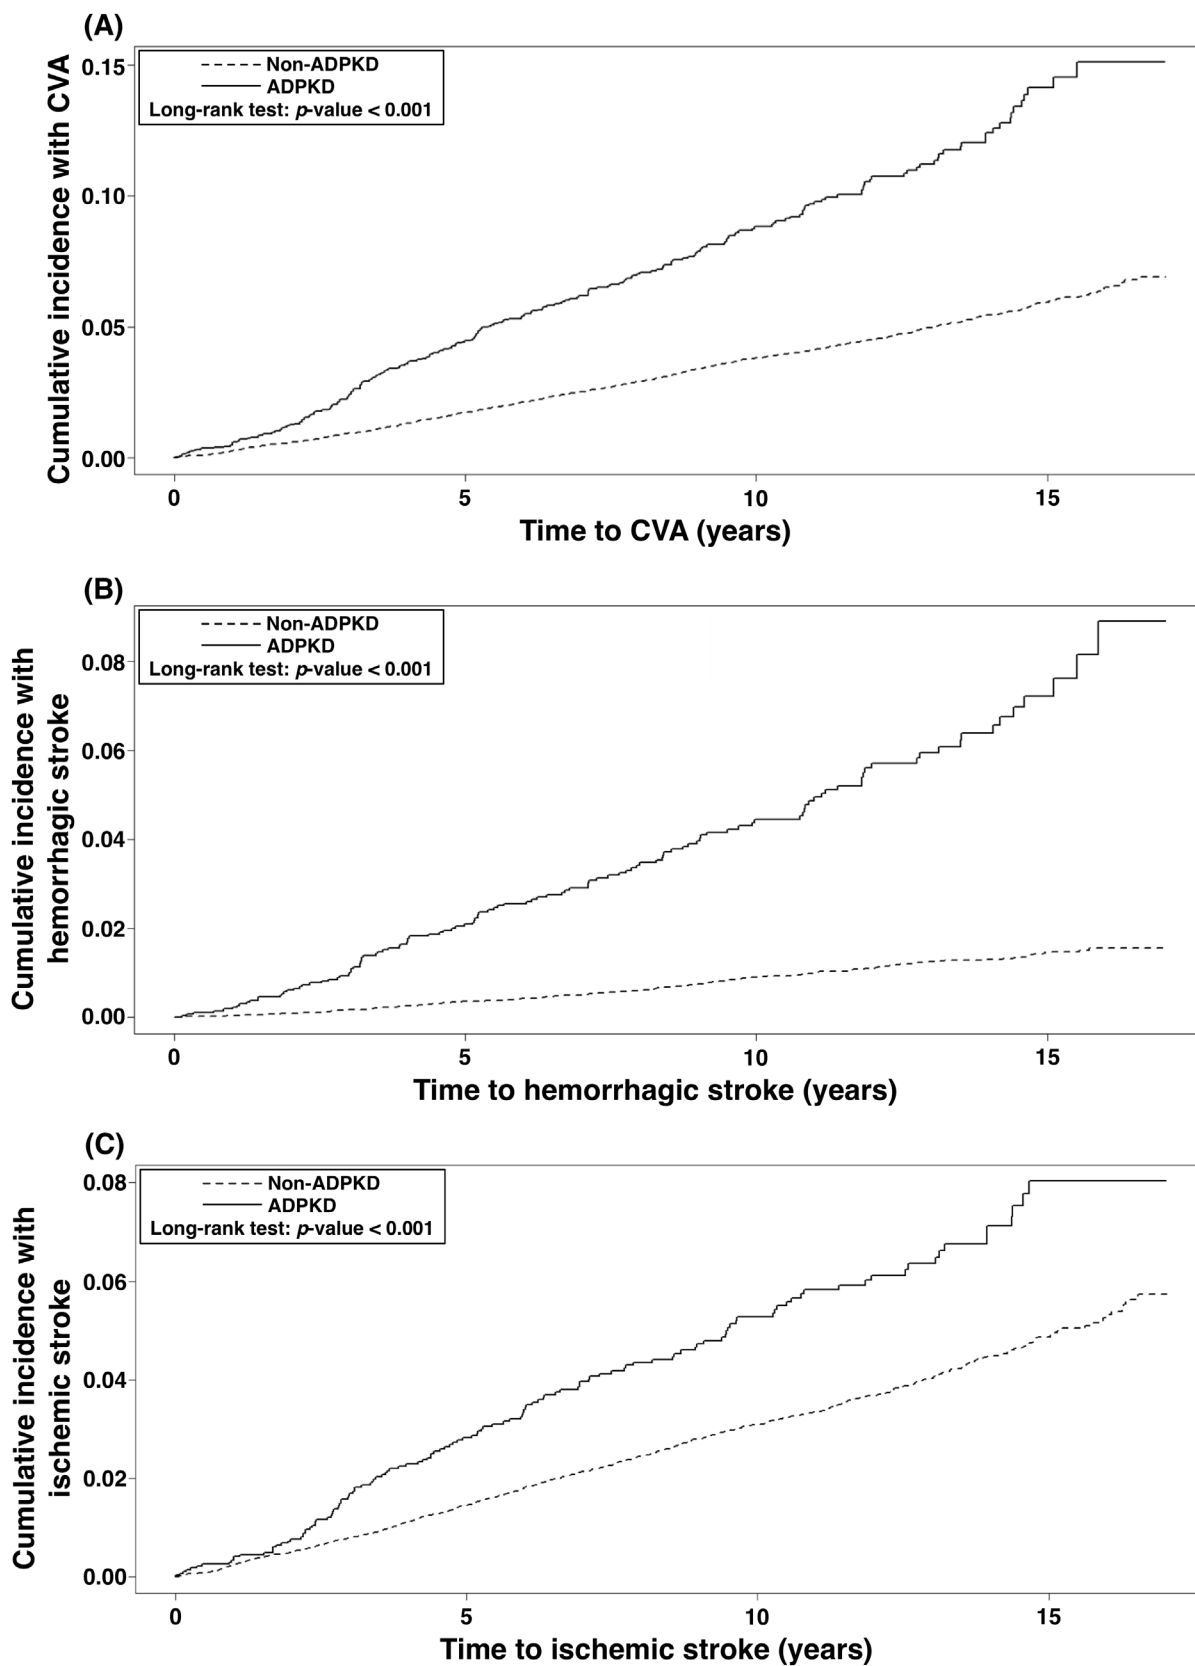 (A)
Cumulative incidence with CVA
Non-ADPKD
ADPKD
Long-rank test: p-value < 0.001
0.15
0.10
0.05
0.00
0 5 10 15
Time to CVA (years)
(B)
Cumulative incidence with
hemorrhagic stroke
Non-ADPKD
ADPKD
Long-rank test: p-value < 0.001
0.08
0.06
0.04
0.02
0.00
0 5 10 15
Time to hemorrhagic stroke (years)
(C)
Cumulative incidence with
ischemic stroke
Non-ADPKD
ADPKD
Long-rank test: p-value < 0.001
0.08
0.06
0.04
0.02
0.00
0 5 10 15
Time to ischemic stroke (years)